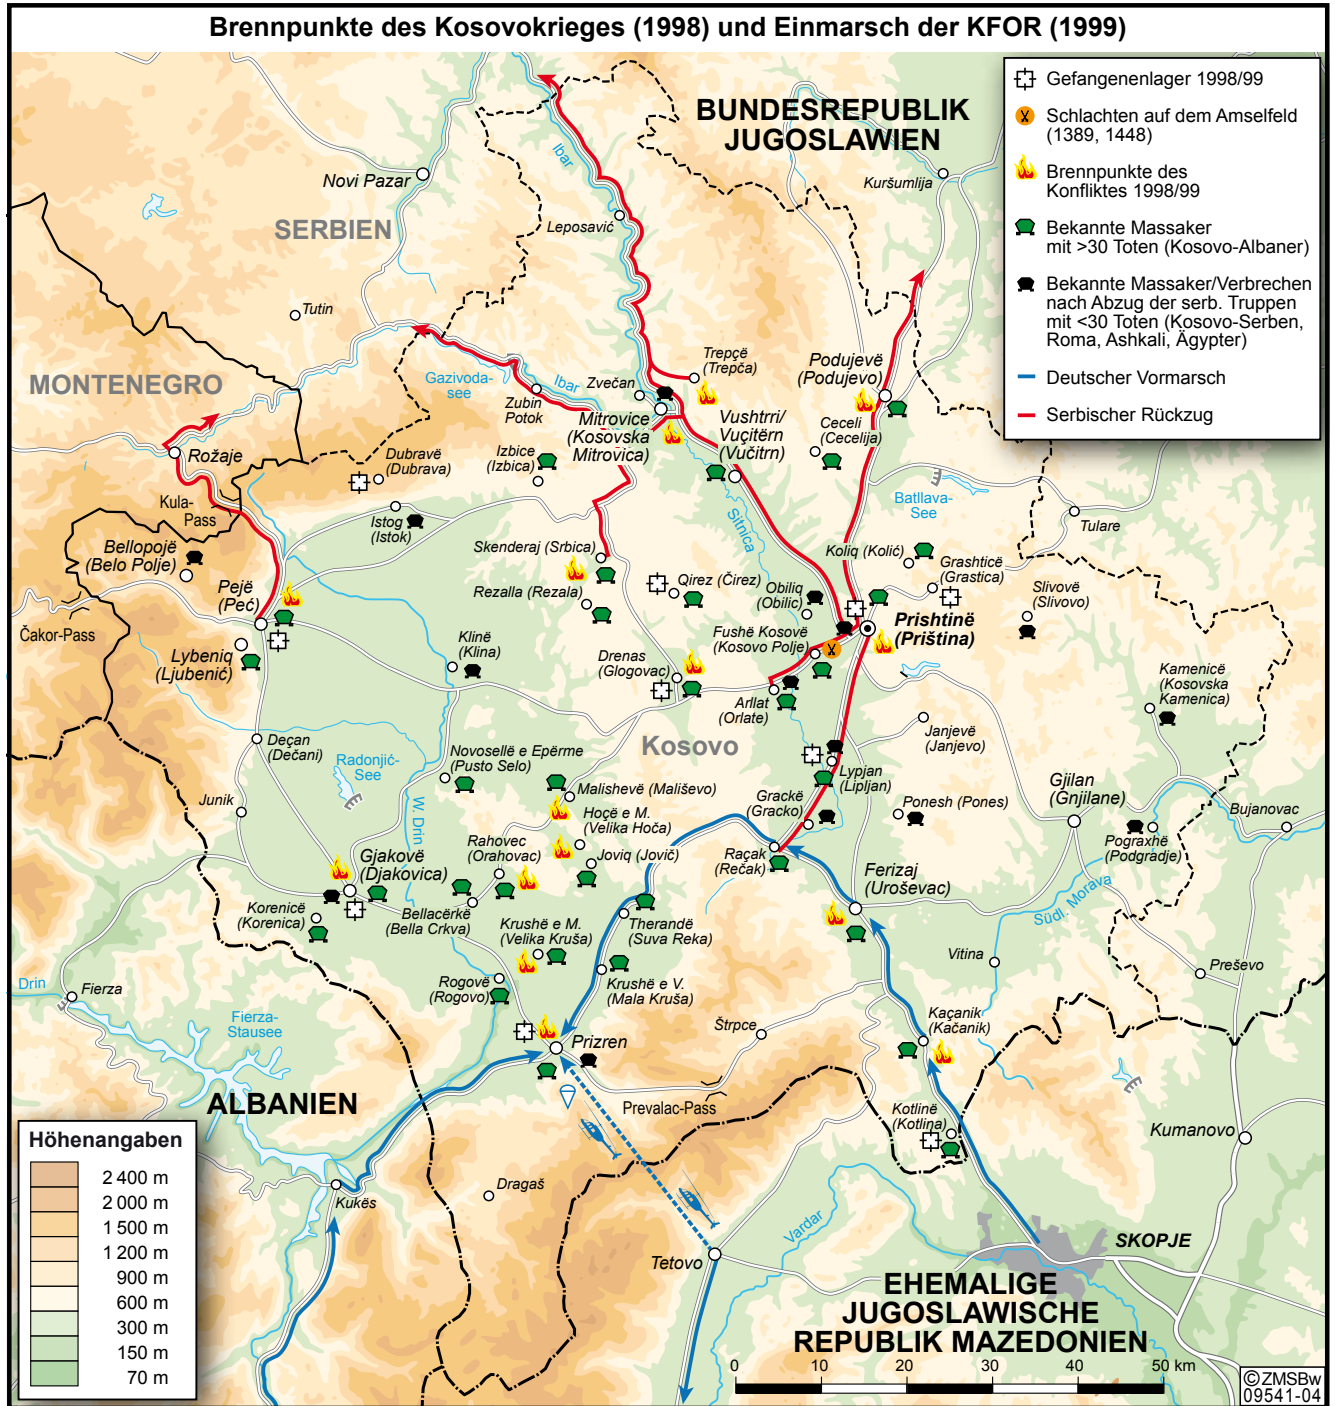 Brennpunkte des Kosovokrieges (1998) und Einmarsch der KFOR (1999)
Gefangenenlager 1998/99
Schlachten auf dem Amselfeld
(1389, 1448)
Brennpunkte des
Konfliktes 1998/99
Bekannte Massaker
mit >30 Toten (Kosovo-Albaner)
Bekannte Massaker/Verbrechen
nach Abzug der serb. Truppen
mit <30 Toten (Kosovo-Serben,
Roma, Ashkali, Ägypter)
Deutscher Vormarsch
Serbischer Rückzug
BUNDESREPUBLIK
JUGOSLAWIEN
Ibar
Novi Pazar
Kuršumlija
SERBIEN
Leposavić
Tutin
MONTENEGRO
Gazivoda-
see
Ibar
Zvečan
Trepçë
(Trepča)
Podujevë
(Podujevo)
Zubin
Potok
Mitrovice
(Kosovska
Mitrovica)
Vushtrri/
Vuçitërn
(Vučitrn)
Ceceli
(Cecelija)
Rožaje
Dubravë
(Dubrava)
Izbice
(Izbica)
Kula-
Pass
Istog
(Istok)
Sitnica
Batllava-
See
Tulare
Bellopojë
(Belo Polje)
Skenderaj (Srbica)
Koliq (Kolić)
Grashticë
(Grastica)
Pejë
(Peć)
Rezalla (Rezala)
Qirez (Čirez)
Obiliq
(Obilic)
Slivovë
(Slivovo)
Čakor-Pass
Prishtinë
(Priština)
Lybeniq
(Ljubenić)
Klinë
(Klina)
Drenas
(Glogovac)
Fushë Kosovë
(Kosovo Polje)
Kamenicë
(Kosovska
Kamenica)
Arllat
(Orlate)
Deçan
(Dečani)
Radonjić-
See
Novosellë e Epërme
(Pusto Selo)
Kosovo
Janjevë
(Janjevo)
Lypjan
(Lipljan)
Junik
W. Drin
Malishevë (Mališevo)
Hoçë e M.
(Velika Hoča)
Grackë
(Gracko)
Ponesh (Pones)
Gjilan
(Gnjilane)
Bujanovac
Pograxhë
(Podgradje)
Gjakovë
(Djakovica)
Rahovec
(Orahovac)
Joviq (Jovič)
Raçak
(Rečak)
Ferizaj
(Uroševac)
Korenicë
(Korenica)
Bellacërkë
(Bella Crkva)
Krushë e M.
(Velika Kruša)
Therandë
(Suva Reka)
Südl. Morava
Vitina
Preševo
Drin
Fierza
Rogovë
(Rogovo)
Krushë e V.
(Mala Kruša)
Fierza-
Stausee
Štrpce
Kaçanik
(Kačanik)
Prizren
ALBANIEN
Prevalac-Pass
Kotlinë
(Kotlina)
Kumanovo
Höhenangaben
2 400 m
2 000 m
1 500 m
1 200 m
900 m
600 m
300 m
150 m
70 m
Kukës
Dragaš
Vardar
Tetovo
SKOPJE
EHEMALIGE
JUGOSLAWISCHE
REPUBLIK MAZEDONIEN
0 10 20 30 40 50 km
©ZMSBw
09541-04